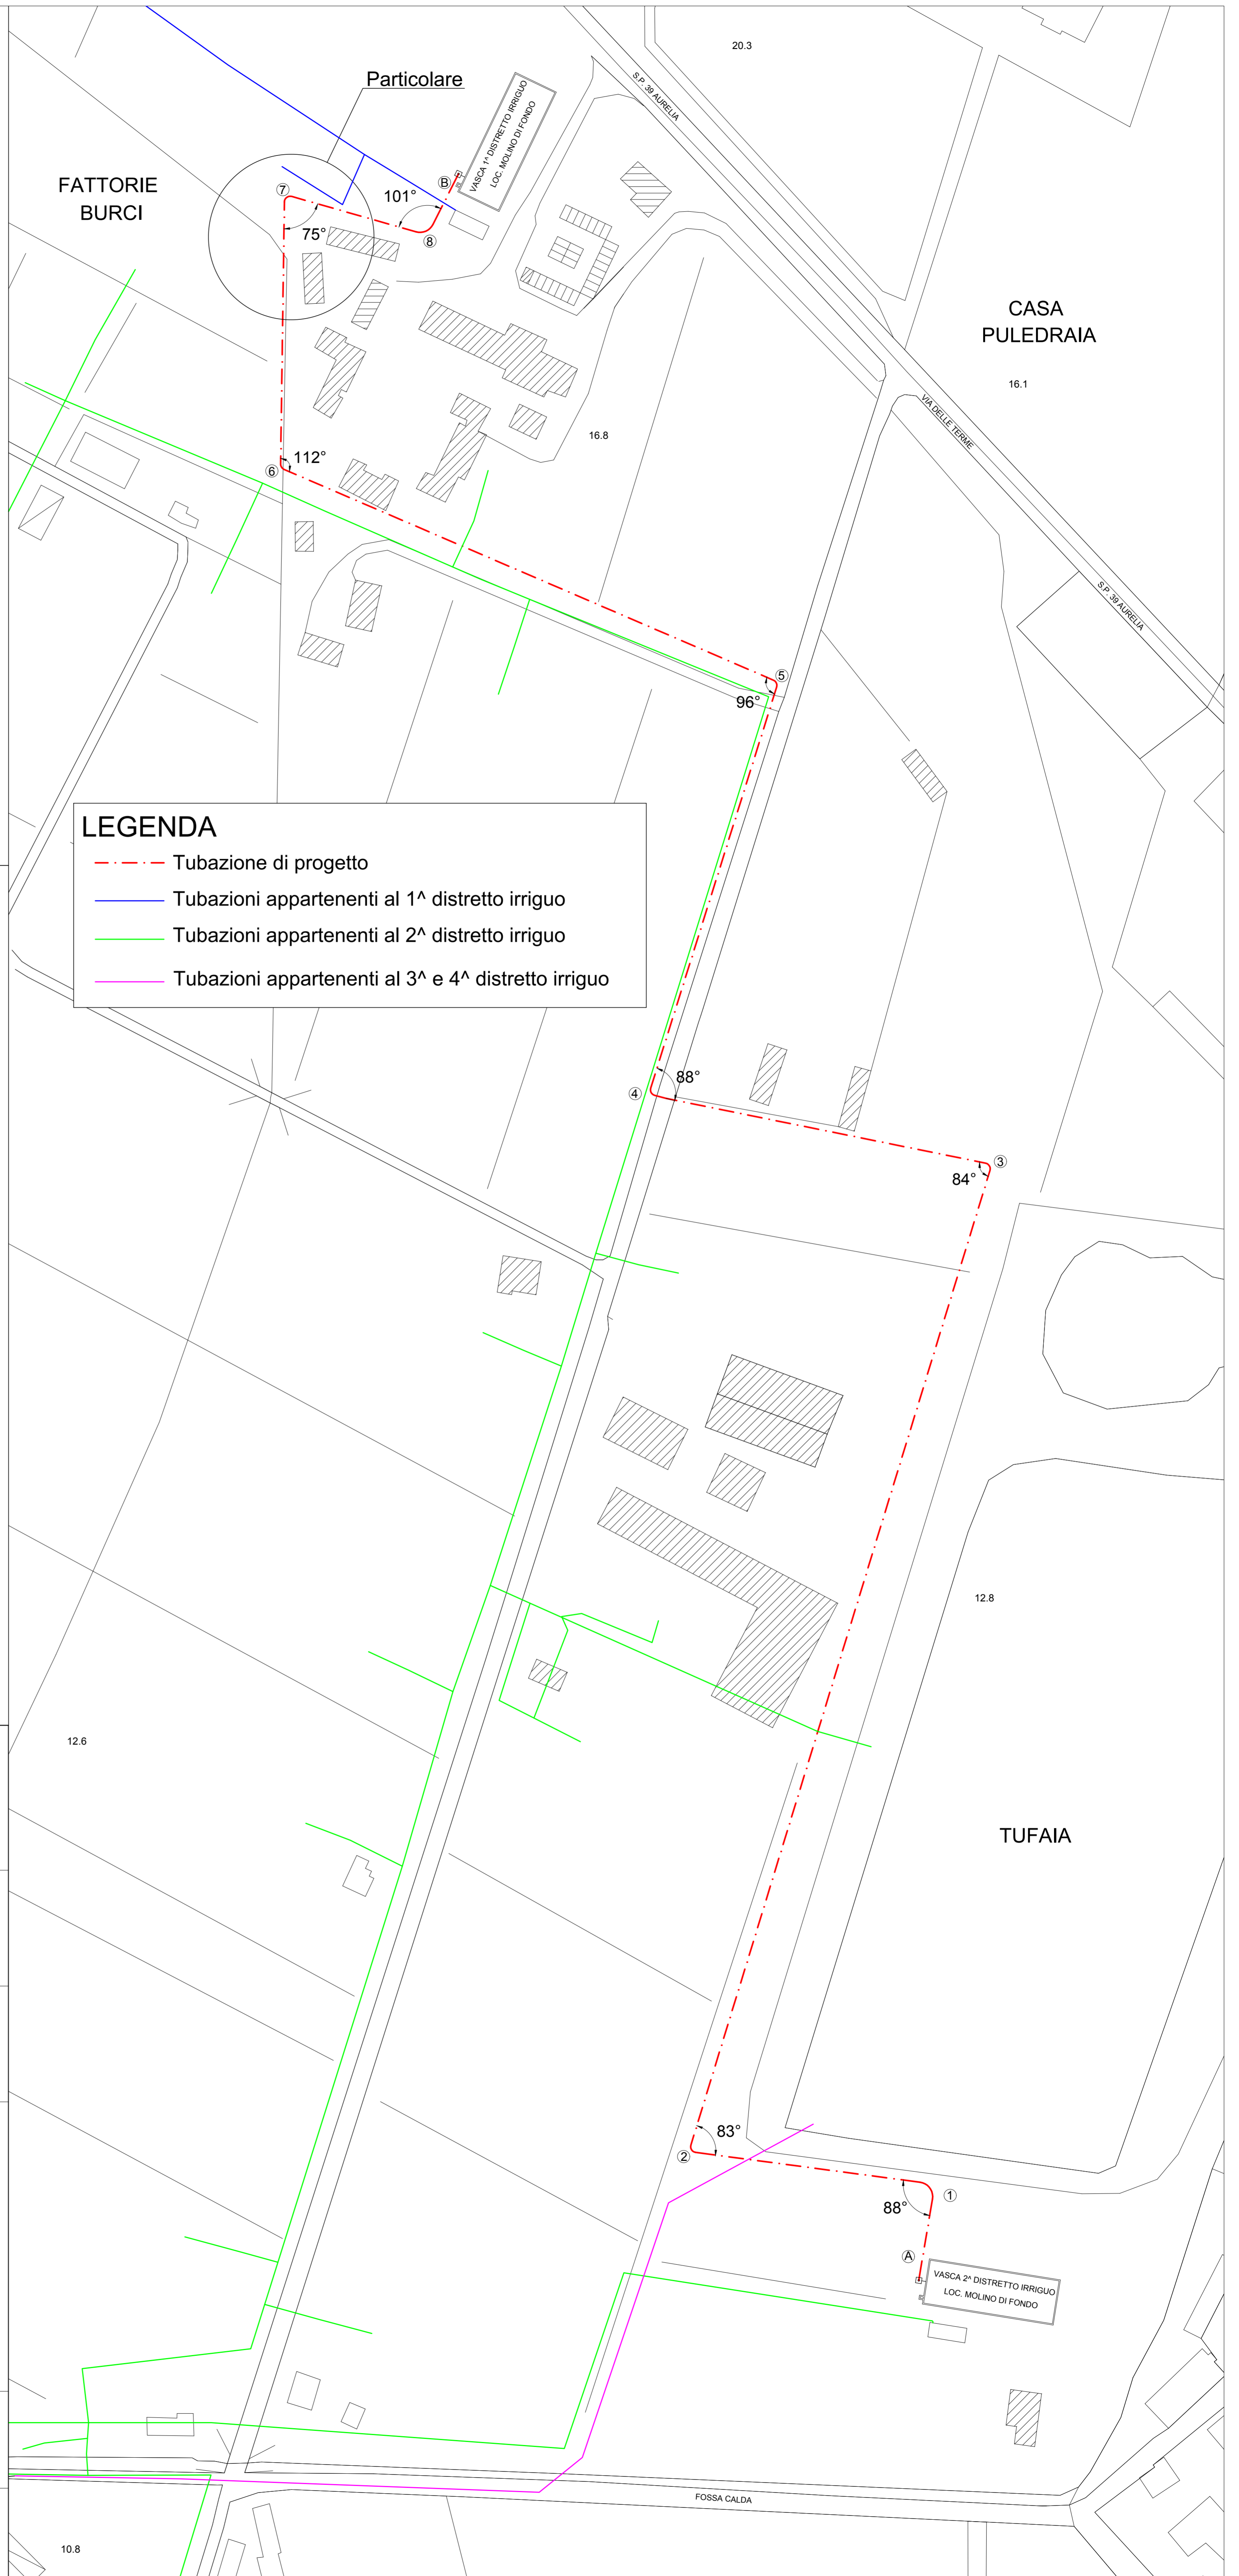 20.3
Particolare
S.P. 39 AURELIA
VASCA 1^ DISTRETTO IRRIGUO
LOC. MOLINO DI FONDO
FATTORIE
BURCI
B
7
101°
75°
8
CASA
PULEDRAIA
16.1
VIA DELLE TERME
16.8
112°
6
S.P. 39 AURELIA
5
96°
LEGENDA
Tubazione di progetto
Tubazioni appartenenti al 1^ distretto irriguo
Tubazioni appartenenti al 2^ distretto irriguo
Tubazioni appartenenti al 3^ e 4^ distretto irriguo
88°
4
3
84°
12.8
12.6
TUFAIA
83°
2
1
88°
A
VASCA 2^ DISTRETTO IRRIGUO
LOC. MOLINO DI FONDO
FOSSA CALDA
10.8